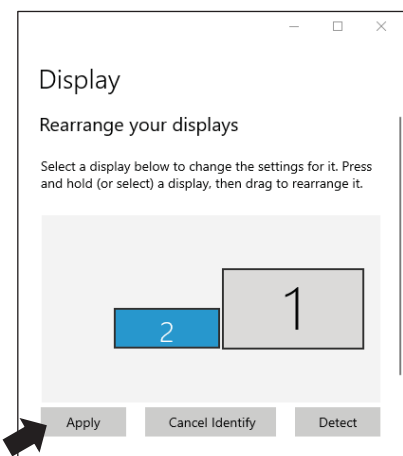 Display
Rearrange your displays
Select a display below to change the settings for it. Press
and hold (or select) a display, then drag to rearrange it.
1
2
Apply Cancel Identify Detect